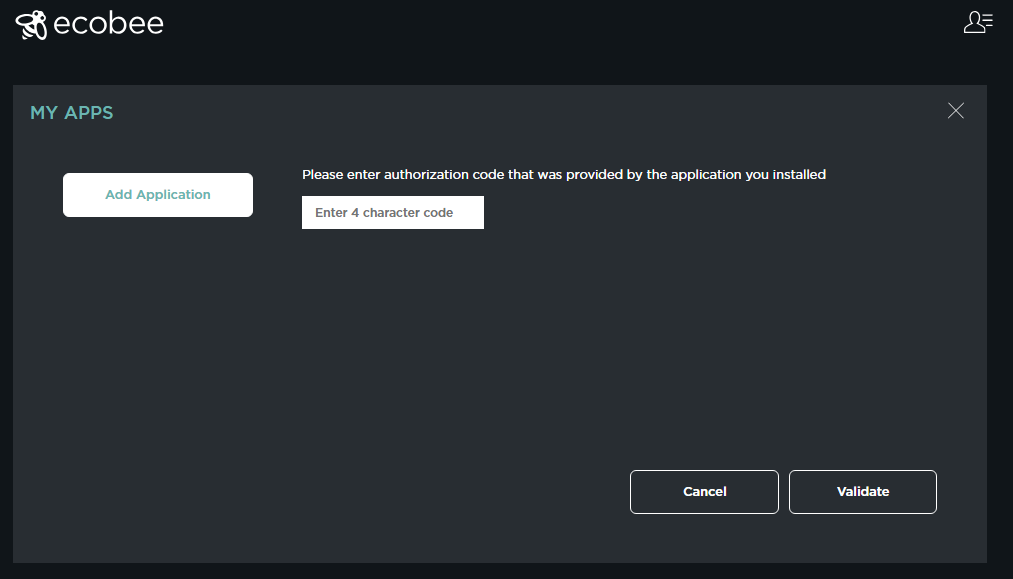 ecobee
MY APPS
Add Application
Please enter authorization code that was provided by the application you installed
Enter 4 character code
Cancel
Validate